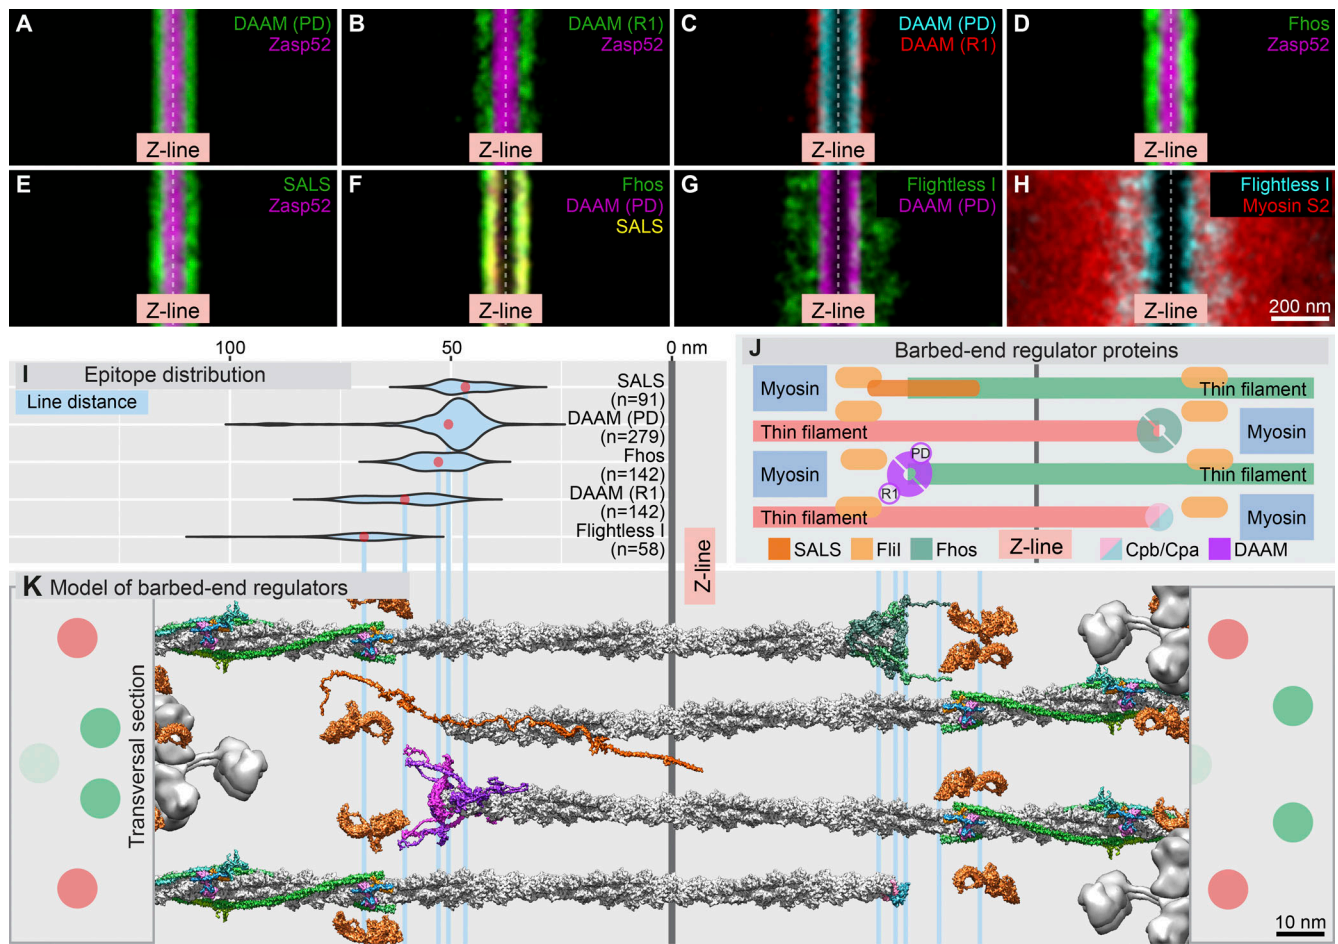 A
DAAM (PD)
Zasp52
Z-line
B
DAAM (R1)
Zasp52
Z-line
C
DAAM (PD)
DAAM (R1)
Z-line
D
Fhos
Zasp52
Z-line
E
SALS
Zasp52
Z-line
F
Fhos
DAAM (PD)
SALS
Z-line
G
Flightless I
DAAM (PD)
Z-line
H
Flightless I
Myosin S2
Z-line
200 nm
100
50
0 nm
I Epitope distribution
Line distance
SALS
(n=91)
DAAM (PD)
(n=279)
Fhos
(n=142)
DAAM (R1)
(n=142)
Flightless I
(n=58)
Z-line
J Barbed-end regulator proteins
Myosin
Thin filament
Thin filament
Myosin
Myosin
PD
R1
Thin filament
Thin filament
Myosin
SALS
FliI
Fhos
Z-line
Cpb/Cpa
DAAM
K Model of barbed-end regulators
Transversal section
10 nm